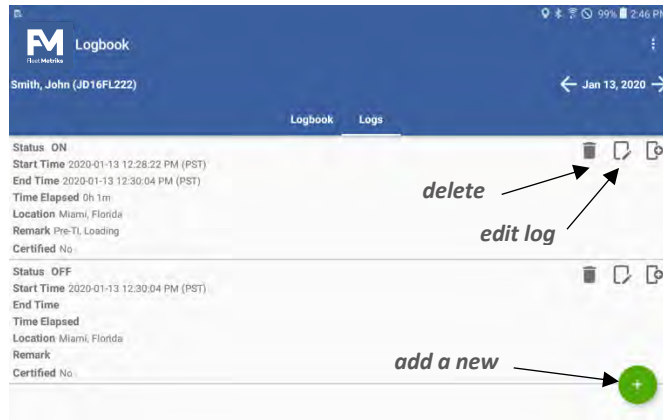 99% 2:46 PM
FM Logbook
Fleet Metriks
Smith, John (JD16FL222)
Jan 13, 2020
Logbook Logs
Status ON
Start Time 2020-01-13 12:28:22 PM (PST)
End Time 2020-01-13 12:30:04 PM (PST)
Time Elapsed 0h 1m
Location Miami, Florida
Remark Pre-TI, Loading
Certified No
delete
edit log
Status OFF
Start Time 2020-01-13 12:30:04 PM (PST)
End Time
Time Elapsed
Location Miami, Florida
Remark
Certified No
add a new